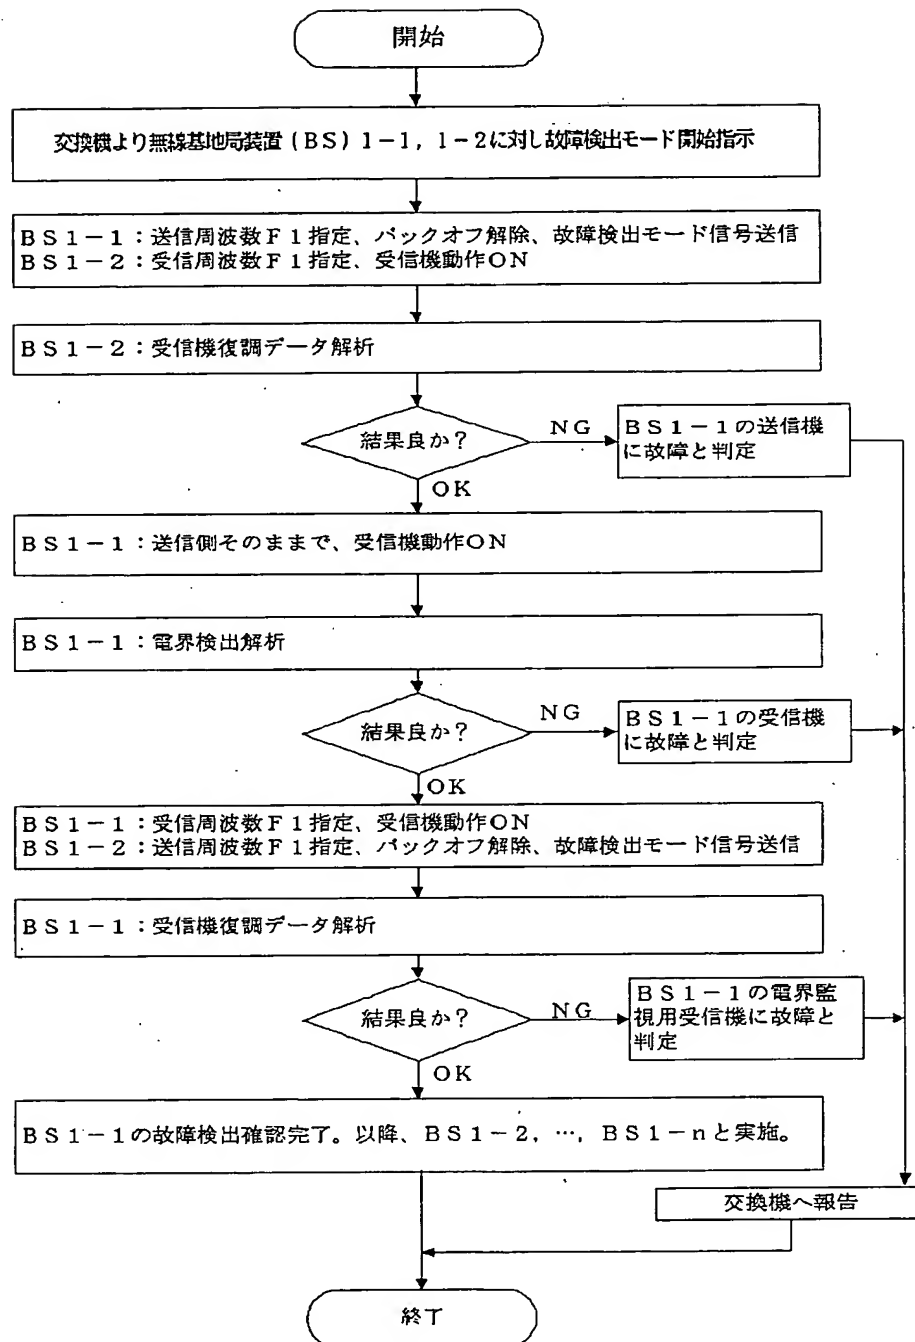 開始
交換機より無線基地局装置(BS)1-1, 1-2に対し故障検出モード開始指示
BS1-1:送信周波数F1指定、バックオフ解除、故障検出モード信号送信
BS1-2:受信周波数F1指定、受信機動作ON
BS1-2:受信機復調データ解析
結果良か?
NG
BS1-1の送信機
に故障と判定
OK
BS1-1:送信側そのままで、受信機動作ON
BS1-1:電界検出解析
結果良か?
NG
BS1-1の受信機
に故障と判定
OK
BS1-1:受信周波数F1指定、受信機動作ON
BS1-2:送信周波数F1指定、バックオフ解除、故障検出モード信号送信
BS1-1:受信機復調データ解析
結果良か?
NG
BS1-1の電界監
視用受信機に故障と
判定
OK
BS1-1の故障検出確認完了。以降、BS1-2, …, BS1-nと実施。
交換機へ報告
終了